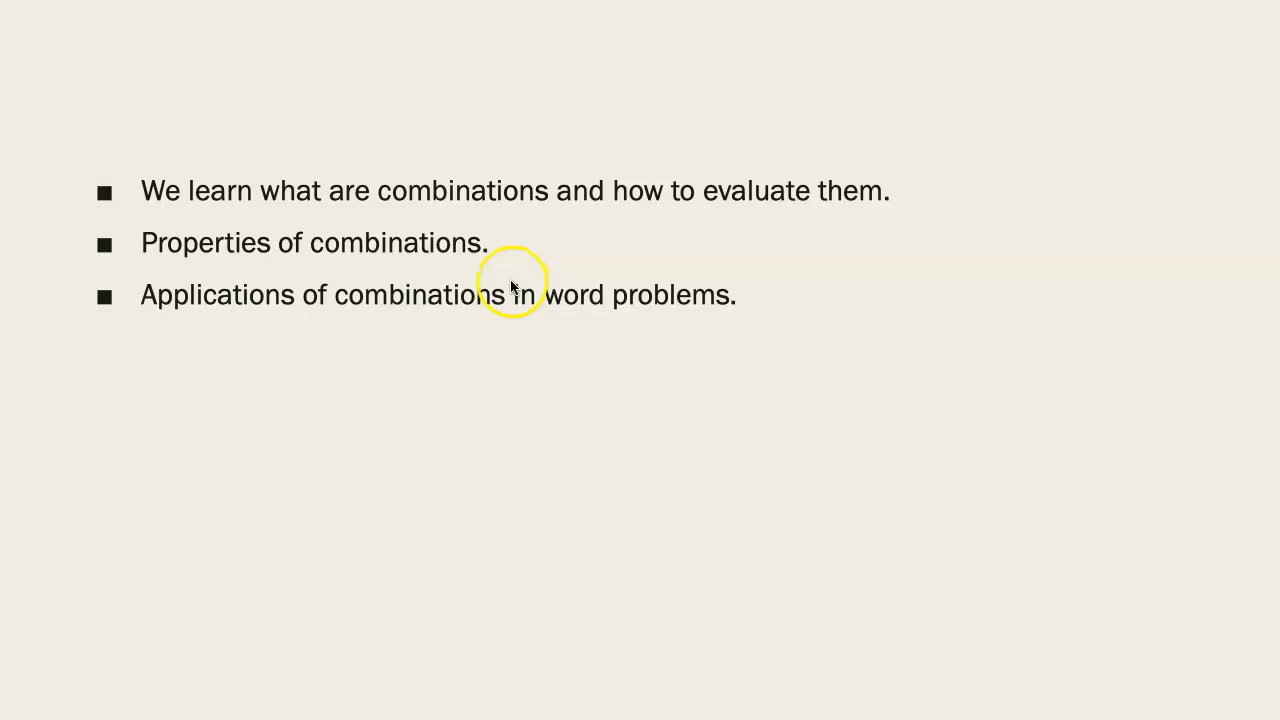 We learn what are combinations and how to evaluate them.
Properties of combinations.
Applications of combinations in word problems.